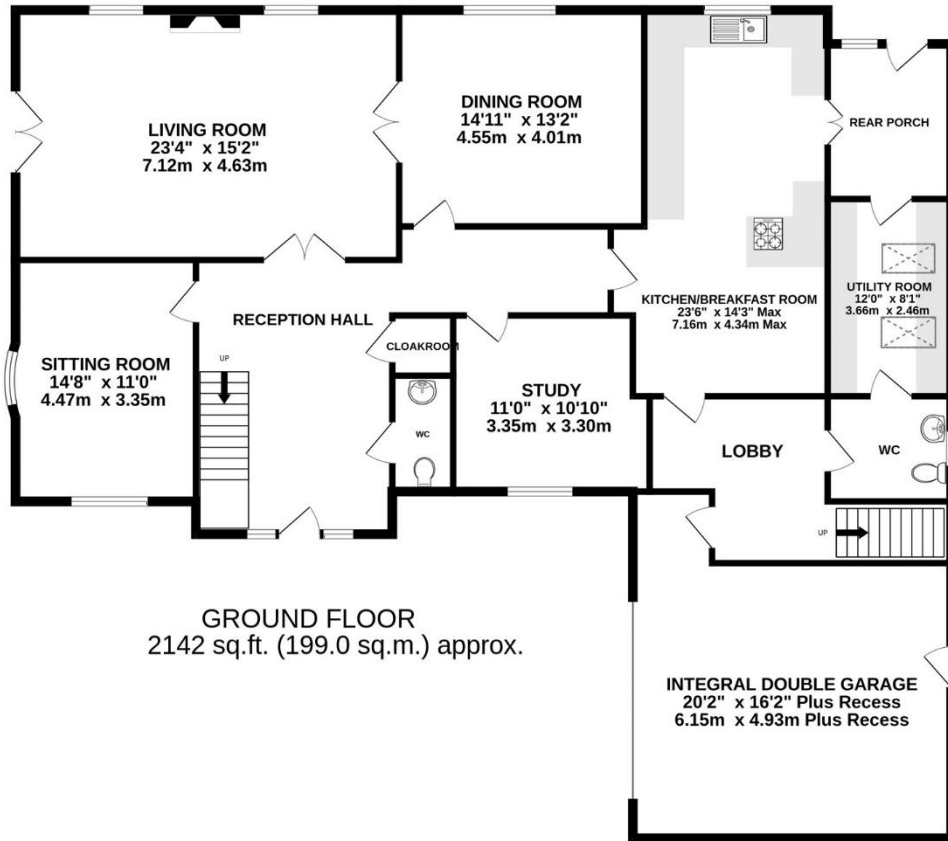 LIVING ROOM
23'4" x 15'2"
7.12m x 4.63m
DINING ROOM
14'11" x 13'2"
4.55m x 4.01m
REAR PORCH
KITCHEN/BREAKFAST ROOM
23'6" x 14'3" Max
7.16m x 4.34m Max
UTILITY ROOM
12'0" x 8'1"
3.66m x 2.46m
RECEPTION HALL
CLOAKROOM
UP
SITTING ROOM
14'8" x 11'0"
4.47m x 3.35m
STUDY
11'0" x 10'10"
3.35m x 3.30m
WC
LOBBY
WC
UP
GROUND FLOOR
2142 sq.ft. (199.0 sq.m.) approx.
INTEGRAL DOUBLE GARAGE
20'2" x 16'2" Plus Recess
6.15m x 4.93m Plus Recess